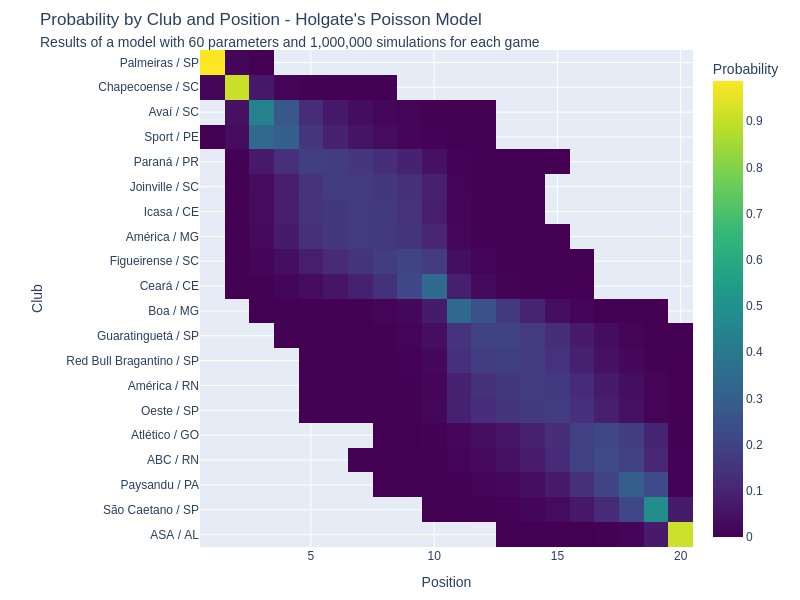 Probability by Club and Position - Holgate's Poisson Model
Results of a model with 60 parameters and 1,000,000 simulations for each game
Probability
Club
Palmeiras / SP
Chapecoense / SC
Avaí / SC
Sport / PE
Paraná / PR
Joinville / SC
Icasa / CE
América / MG
Figueirense / SC
Ceará / CE
Boa / MG
Guaratinguetá / SP
Red Bull Bragantino / SP
América / RN
Oeste / SP
Atlético / GO
ABC / RN
Paysandu / PA
São Caetano / SP
ASA / AL
0.9
0.8
0.7
0.6
0.5
0.4
0.3
0.2
0.1
0
5 10 15 20
Position